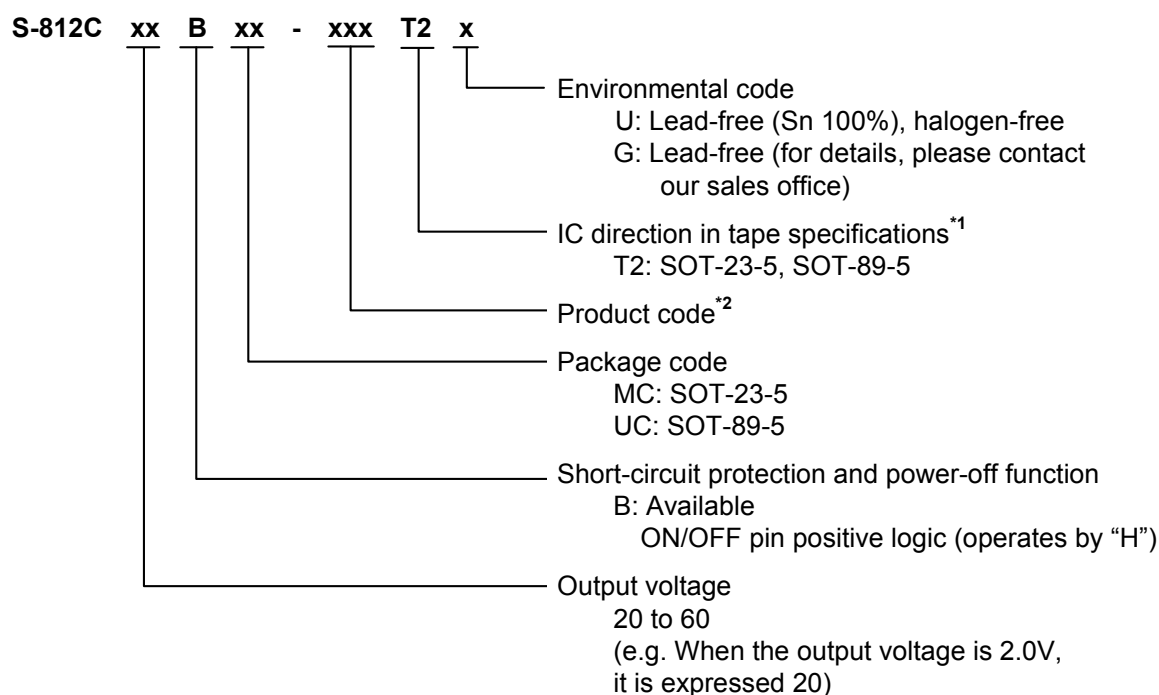 S-812C xx B xx - xxx T2 x
Environmental code
U: Lead-free (Sn 100%), halogen-free
G: Lead-free (for details, please contact
our sales office)
IC direction in tape specifications*1
T2: SOT-23-5, SOT-89-5
Product code*2
Package code
MC: SOT-23-5
UC: SOT-89-5
Short-circuit protection and power-off function
B: Available
ON/OFF pin positive logic (operates by “H”)
Output voltage
20 to 60
(e.g. When the output voltage is 2.0V,
it is expressed 20)